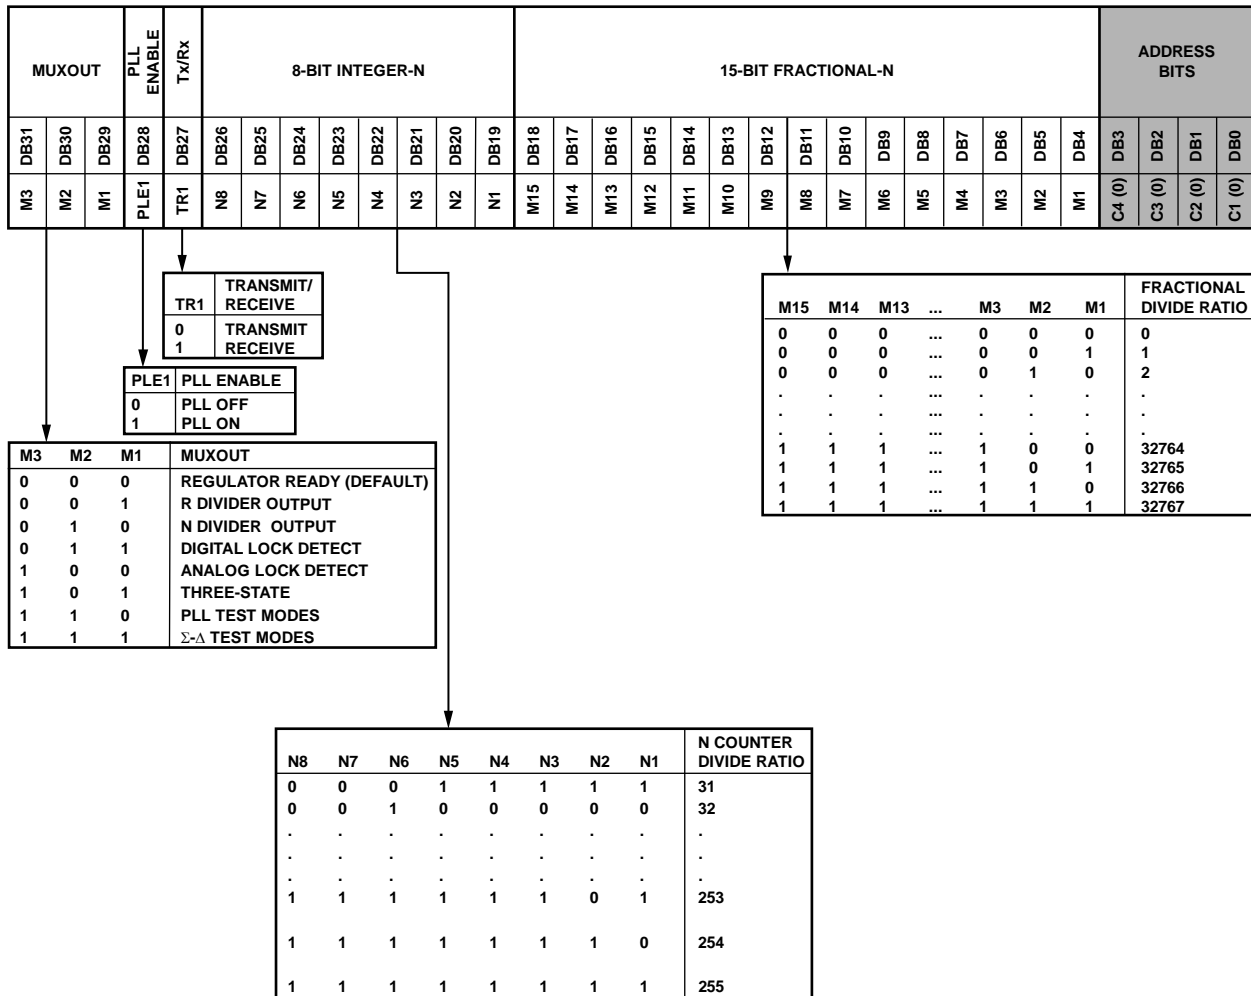 MUXOUT
PLL ENABLE
Tx/Rx
8-BIT INTEGER-N
15-BIT FRACTIONAL-N
ADDRESS
BITS
DB31 DB30 DB29 DB28 DB27 DB26 DB25 DB24 DB23 DB22 DB21 DB20 DB19 DB18 DB17 DB16 DB15 DB14 DB13 DB12 DB11 DB10 DB9 DB8 DB7 DB6 DB5 DB4 DB3 DB2 DB1 DB0
M3 M2 M1 PLE1 TR1 N8 N7 N6 N5 N4 N3 N2 N1 M15 M14 M13 M12 M11 M10 M9 M8 M7 M6 M5 M4 M3 M2 M1 C4 (0) C3 (0) C2 (0) C1 (0)
TR1 TRANSMIT/
RECEIVE
0 TRANSMIT
1 RECEIVE
PLE1 PLL ENABLE
0 PLL OFF
1 PLL ON
M3 M2 M1 MUXOUT
0 0 0 REGULATOR READY (DEFAULT)
0 0 1 R DIVIDER OUTPUT
0 1 0 N DIVIDER OUTPUT
0 1 1 DIGITAL LOCK DETECT
1 0 0 ANALOG LOCK DETECT
1 0 1 THREE-STATE
1 1 0 PLL TEST MODES
1 1 1 Σ-Δ TEST MODES
M15 M14 M13 ... M3 M2 M1 FRACTIONAL
DIVIDE RATIO
0 0 0 ... 0 0 0 0
0 0 0 ... 0 0 1 1
0 0 0 ... 0 1 0 2
. . . ... . . . .
. . . ... . . . .
. . . ... . . . .
1 1 1 ... 1 0 0 32764
1 1 1 ... 1 0 1 32765
1 1 1 ... 1 1 0 32766
1 1 1 ... 1 1 1 32767
N8 N7 N6 N5 N4 N3 N2 N1 N COUNTER
DIVIDE RATIO
0 0 0 1 1 1 1 1 31
0 0 1 0 0 0 0 0 32
. . . . . . . . .
. . . . . . . . .
. . . . . . . . .
1 1 1 1 1 1 0 1 253
1 1 1 1 1 1 1 0 254
1 1 1 1 1 1 1 1 255